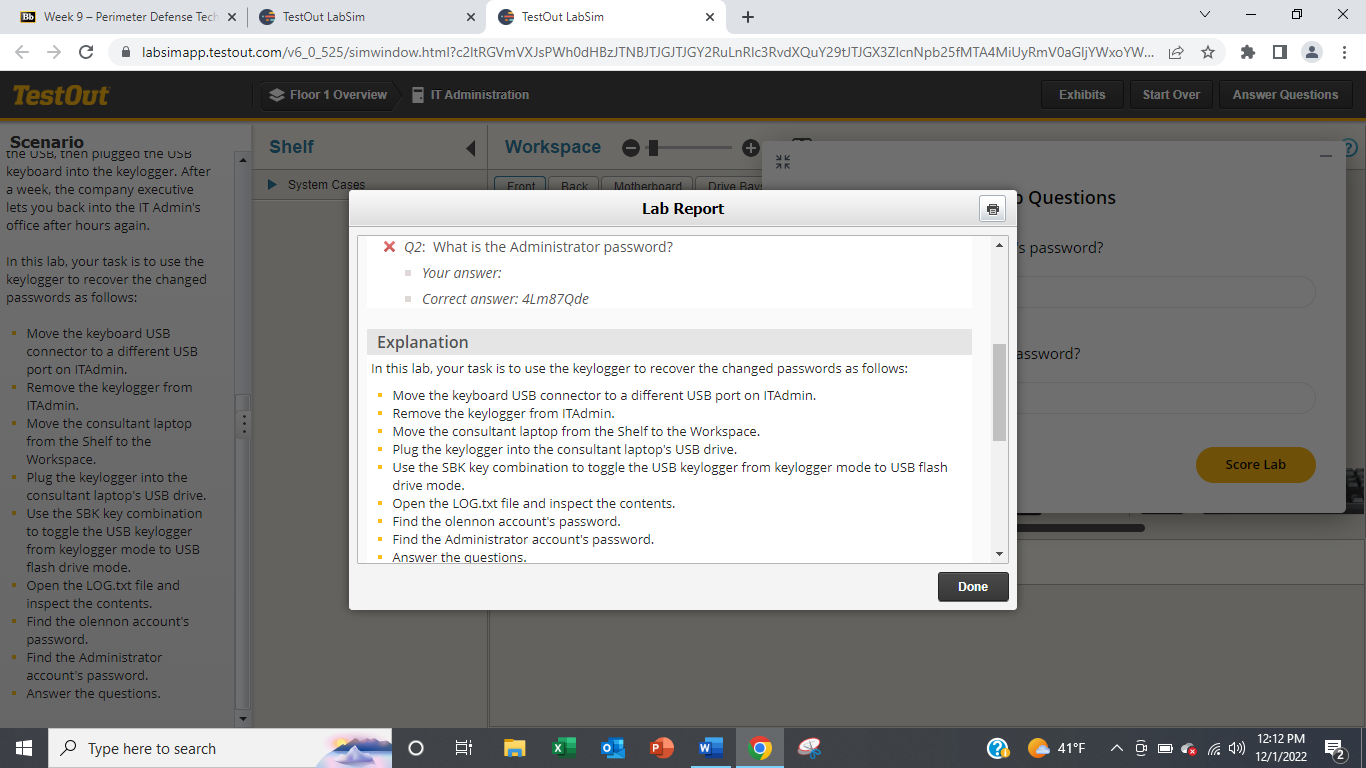 Week 9 – Perimeter Defense Tech
TestOut LabSim
TestOut LabSim
labsimapp.testout.com/v6_0_525/simwindow.html?
TestOut
Floor 1 Overview
IT Administration
Exhibits
Start Over
Answer Questions
Scenario
the USB, then plugged the USB
keyboard into the keylogger. After
a week, the company executive
lets you back into the IT Admin's
office after hours again.
In this lab, your task is to use the
keylogger to recover the changed
passwords as follows:
Move the keyboard USB
connector to a different USB
port on ITAdmin.
Remove the keylogger from
ITAdmin.
Move the consultant laptop
from the Shelf to the
Workspace.
Plug the keylogger into the
consultant laptop's USB drive.
Use the SBK key combination
to toggle the USB keylogger
from keylogger mode to USB
flash drive mode.
Open the LOG.txt file and
inspect the contents.
Find the olennon account's
password.
Find the Administrator
account's password.
Answer the questions.
Shelf
System Cases
Workspace
Front
Back
Motherboard
Drive Bays
Questions
's password?
assword?
Score Lab
Lab Report
Q2: What is the Administrator password?
Your answer:
Correct answer: 4Lm87Qde
Explanation
In this lab, your task is to use the keylogger to recover the changed passwords as follows:
Move the keyboard USB connector to a different USB port on ITAdmin.
Remove the keylogger from ITAdmin.
Move the consultant laptop from the Shelf to the Workspace.
Plug the keylogger into the consultant laptop's USB drive.
Use the SBK key combination to toggle the USB keylogger from keylogger mode to USB flash
drive mode.
Open the LOG.txt file and inspect the contents.
Find the olennon account's password.
Find the Administrator account's password.
Answer the questions.
Done
Type here to search
41°F
12:12 PM
12/1/2022
2